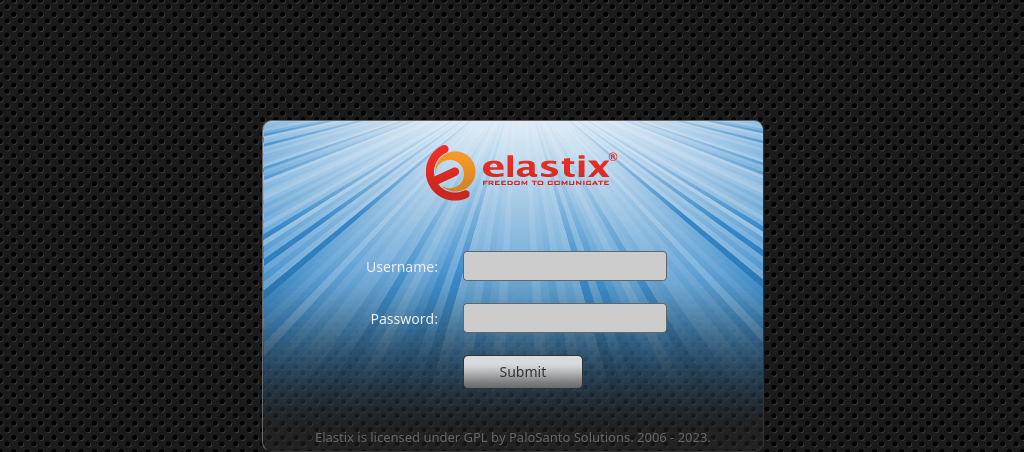 elastix®
FREEDOM TO COMUNICATE
Username:
Password:
Submit
Elastix is licensed under GPL by PaloSanto Solutions. 2006 - 2023.